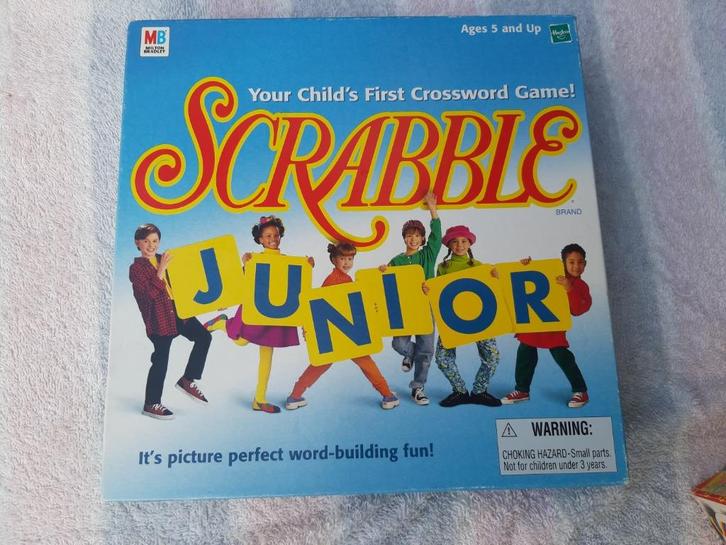 MB
MILTON
BRADLEY
Ages 5 and Up
Hasbro
Your Child's First Crossword Game!
SCRABBLE
BRAND
JUNIOR
It's picture perfect word-building fun!
WARNING:
CHOKING HAZARD-Small parts.
Not for children under 3 years.